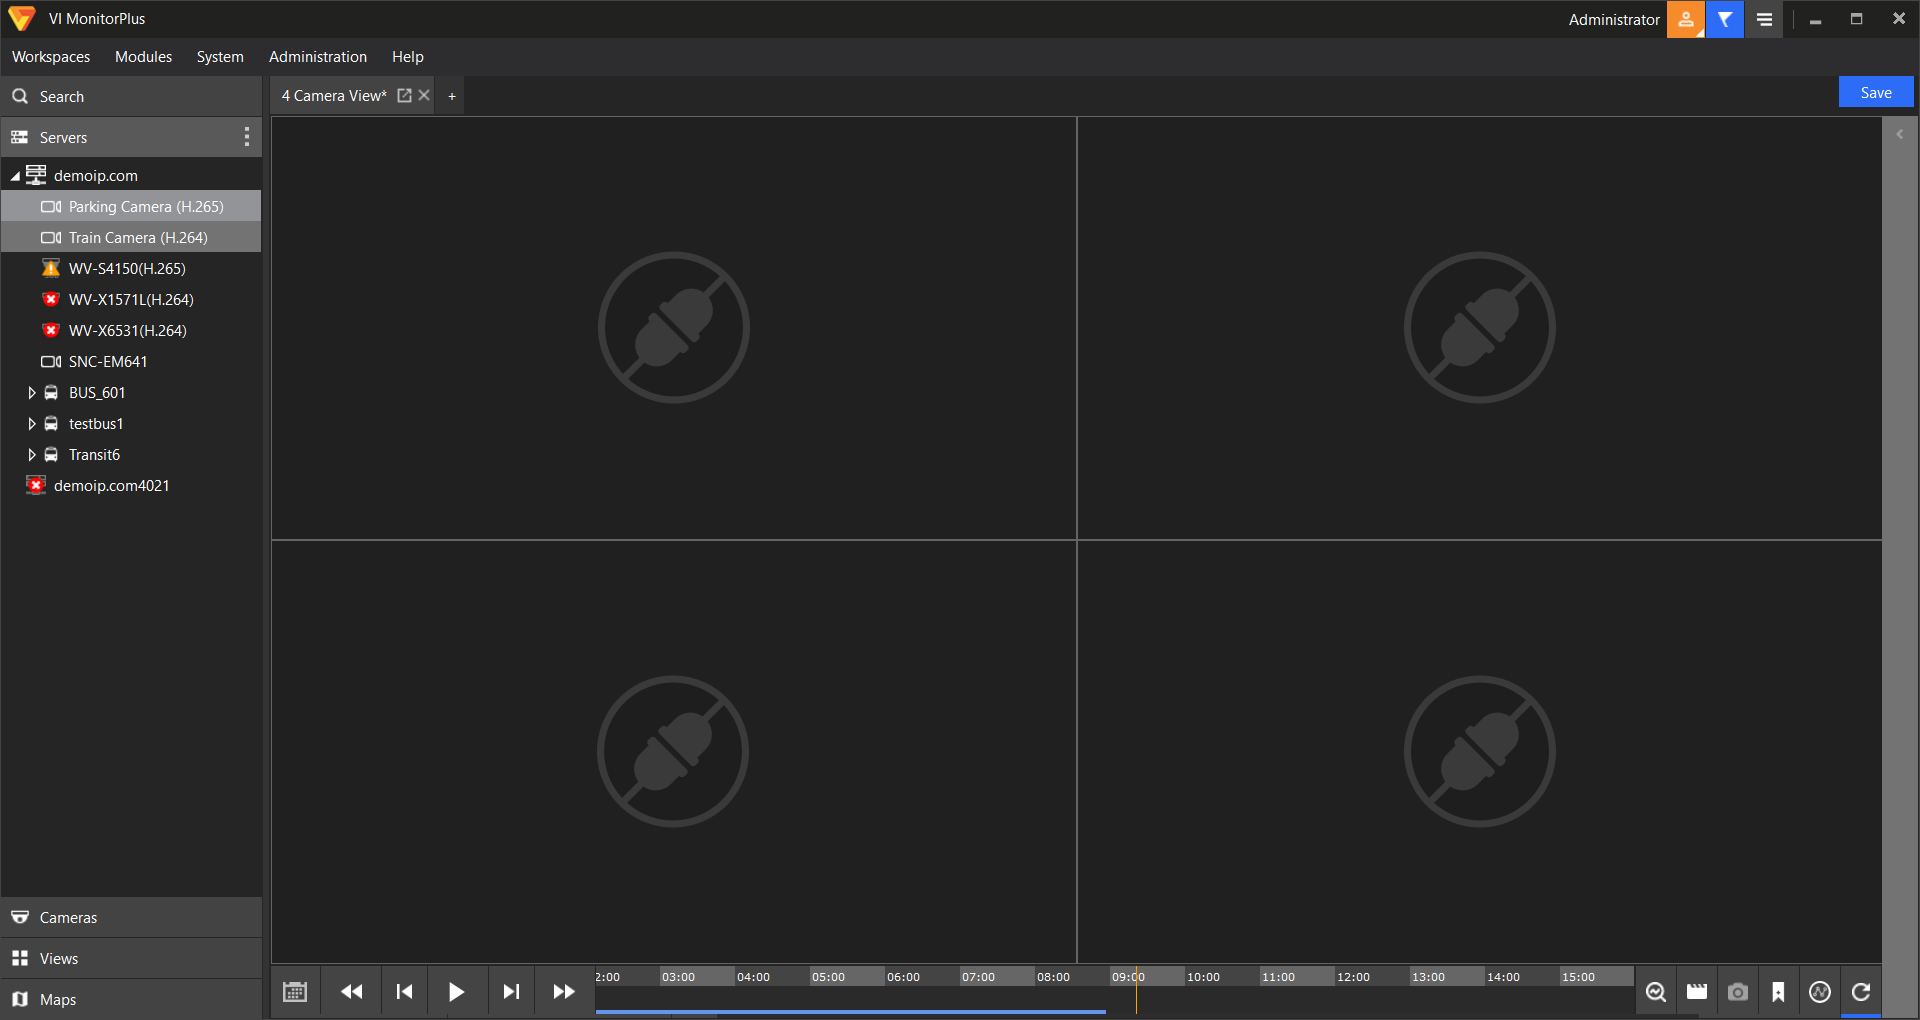 VI MonitorPlus
Administrator
Workspaces Modules System Administration Help
Search
4 Camera View*
+
Save
Servers
demoip.com
Parking Camera (H.265)
Train Camera (H.264)
WV-S4150(H.265)
WV-X1571L(H.264)
WV-X6531(H.264)
SNC-EM641
BUS_601
testbus1
Transit6
demoip.com4021
Cameras
Views
Maps
2:00 03:00 04:00 05:00 06:00 07:00 08:00 09:00 10:00 11:00 12:00 13:00 14:00 15:00